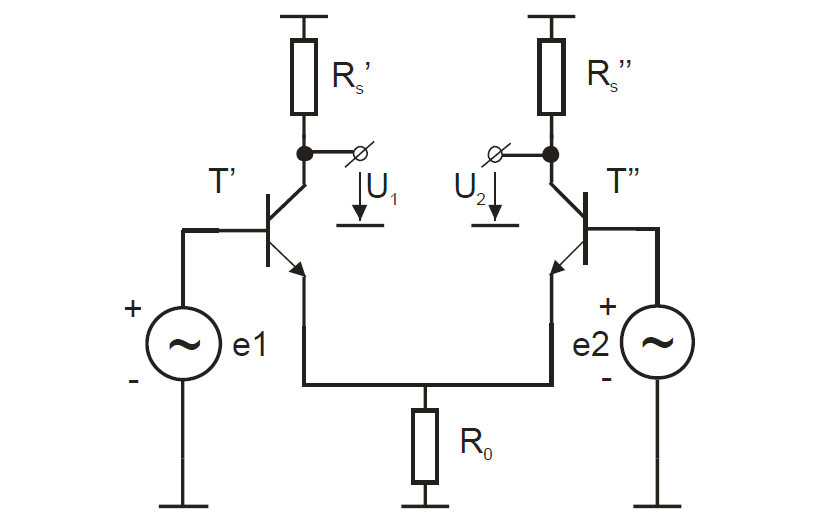 Rs’
Rs”
T’
U1
U2
T”
+
e1
-
+
e2
-
R0